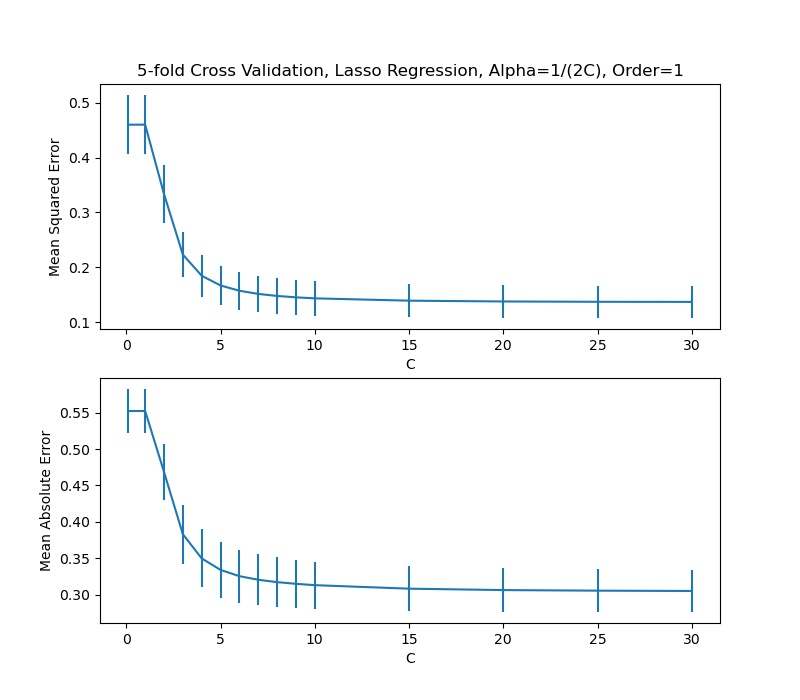 5-fold Cross Validation, Lasso Regression, Alpha=1/(2C), Order=1
Mean Squared Error
0.5
0.4
0.3
0.2
0.1
0 5 10 15 20 25 30
C
Mean Absolute Error
0.55
0.50
0.45
0.40
0.35
0.30
0 5 10 15 20 25 30
C